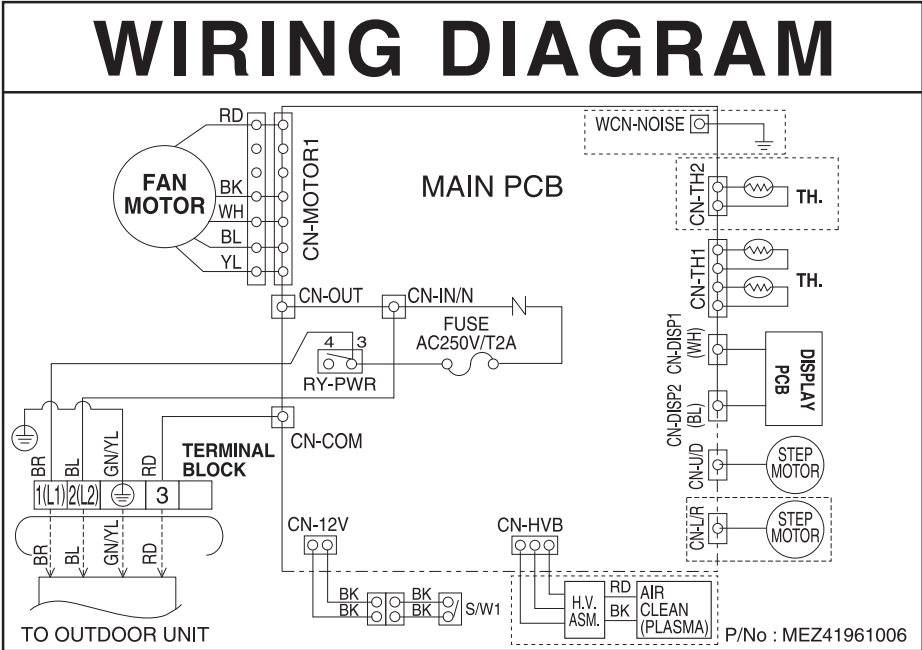 WIRING DIAGRAM
RD
BK
WH
BL
YL
FAN
MOTOR
CN-MOTOR1
MAIN PCB
WCN-NOISE
CN-TH2
TH.
CN-TH1
TH.
CN-OUT
CN-IN/N
N
FUSE
AC250V/T2A
4 3
RY-PWR
CN-DISP1
(WH)
CN-DISP2
(BL)
DISPLAY
PCB
CN-COM
TERMINAL
BLOCK
BR
BL
GN/YL
RD
1(L1)
2(L2)
3
BR
BL
GN/YL
RD
TO OUTDOOR UNIT
CN-U/D
STEP
MOTOR
CN-L/R
STEP
MOTOR
CN-12V
BK
BK
BK
BK
S/W1
CN-HVB
H.V.
ASM.
RD
BK
AIR
CLEAN
(PLASMA)
P/No : MEZ41961006